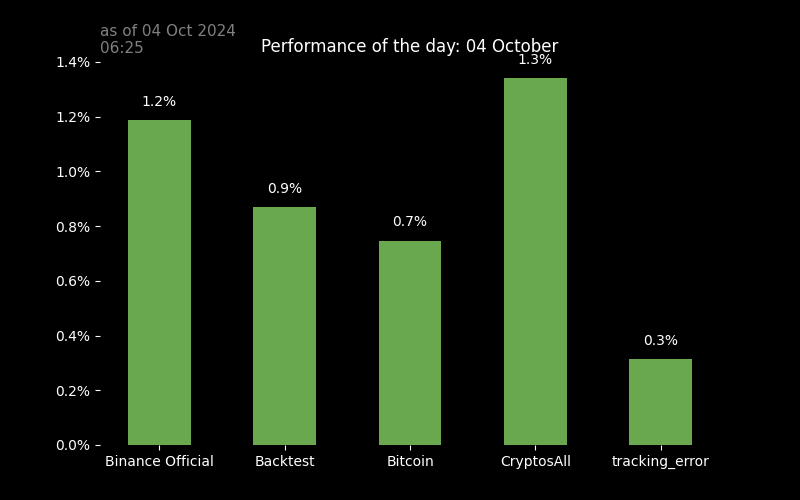 as of 04 Oct 2024
06:25
Performance of the day: 04 October
1.4%
1.2%
1.0%
0.8%
0.6%
0.4%
0.2%
0.0%
1.2%
0.9%
0.7%
1.3%
0.3%
Binance Official
Backtest
Bitcoin
CryptosAll
tracking_error